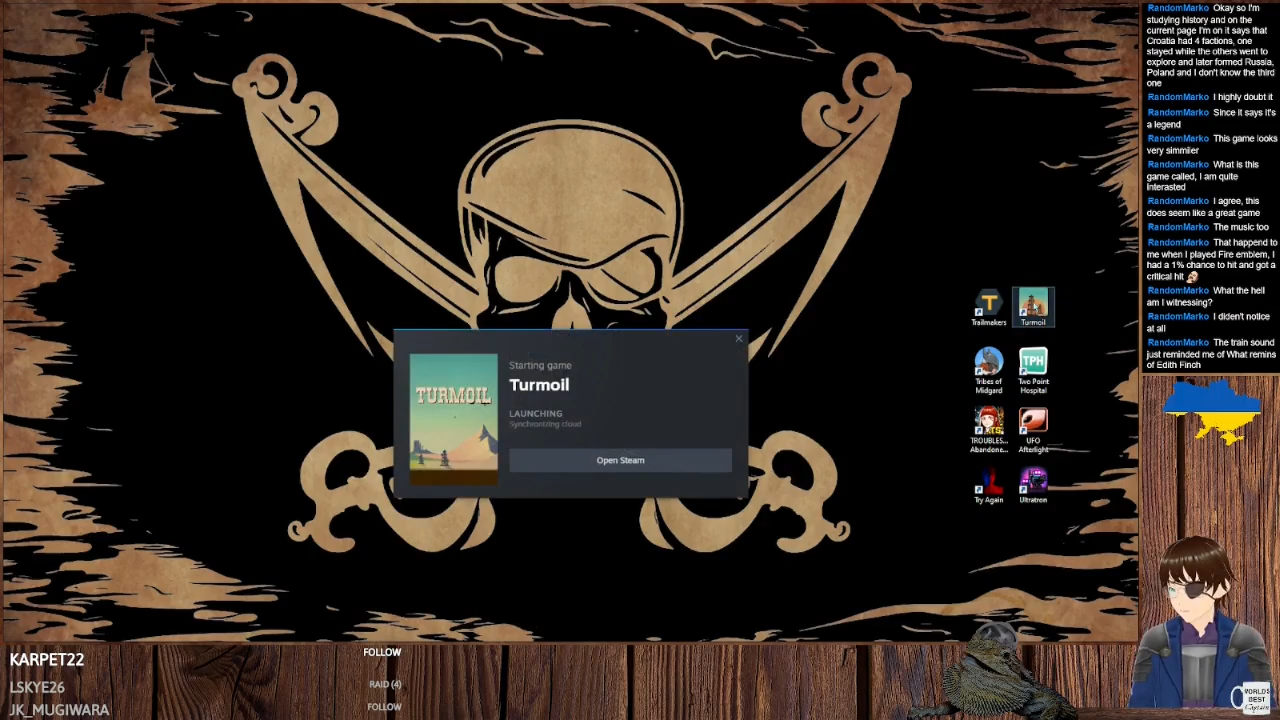 RandomMarko Okay so I'm
studying history and on the
current page I'm on it says that
Croatia had 4 factions, one
stayed while the others went to
explore and later formed Russia,
Poland and I don't know the third
one
RandomMarko I highly doubt it
RandomMarko Since it says it's
a legend
RandomMarko This game looks
very simmiler
RandomMarko What is this
game called, I am quite
Interasted
RandomMarko I agree, this
does seem like a great game
RandomMarko The music too
RandomMarko That happend to
me when I played Fire emblem, I
had a 1% chance to hit and got a
critical hit
RandomMarko What the hell
am I witnessing?
RandomMarko I diden't notice
at all
RandomMarko The train sound
just reminded me of What remins
of Edith Finch
Trailmakers
Turmoil
Tribes of
Midgard
TPH
Two Point
Hospital
TROUBLES...
Abandone...
UFO
Afterlight
Try Again
Ultratron
TURMOIL
Starting game
Turmoil
LAUNCHING
Synchronizing cloud
Open Steam
KARPET22
FOLLOW
LSKYE26
RAID (4)
JK_MUGIWARA
FOLLOW
WORLD'S
BEST
Captain